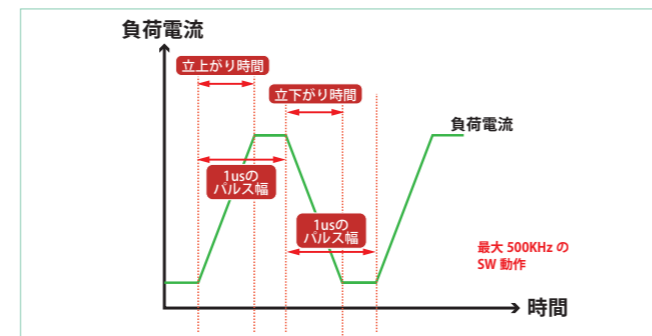 負荷電流
立上がり時間
立下がり時間
負荷電流
1usの
パルス幅
1usの
パルス幅
最大 500KHz の
SW 動作
時間